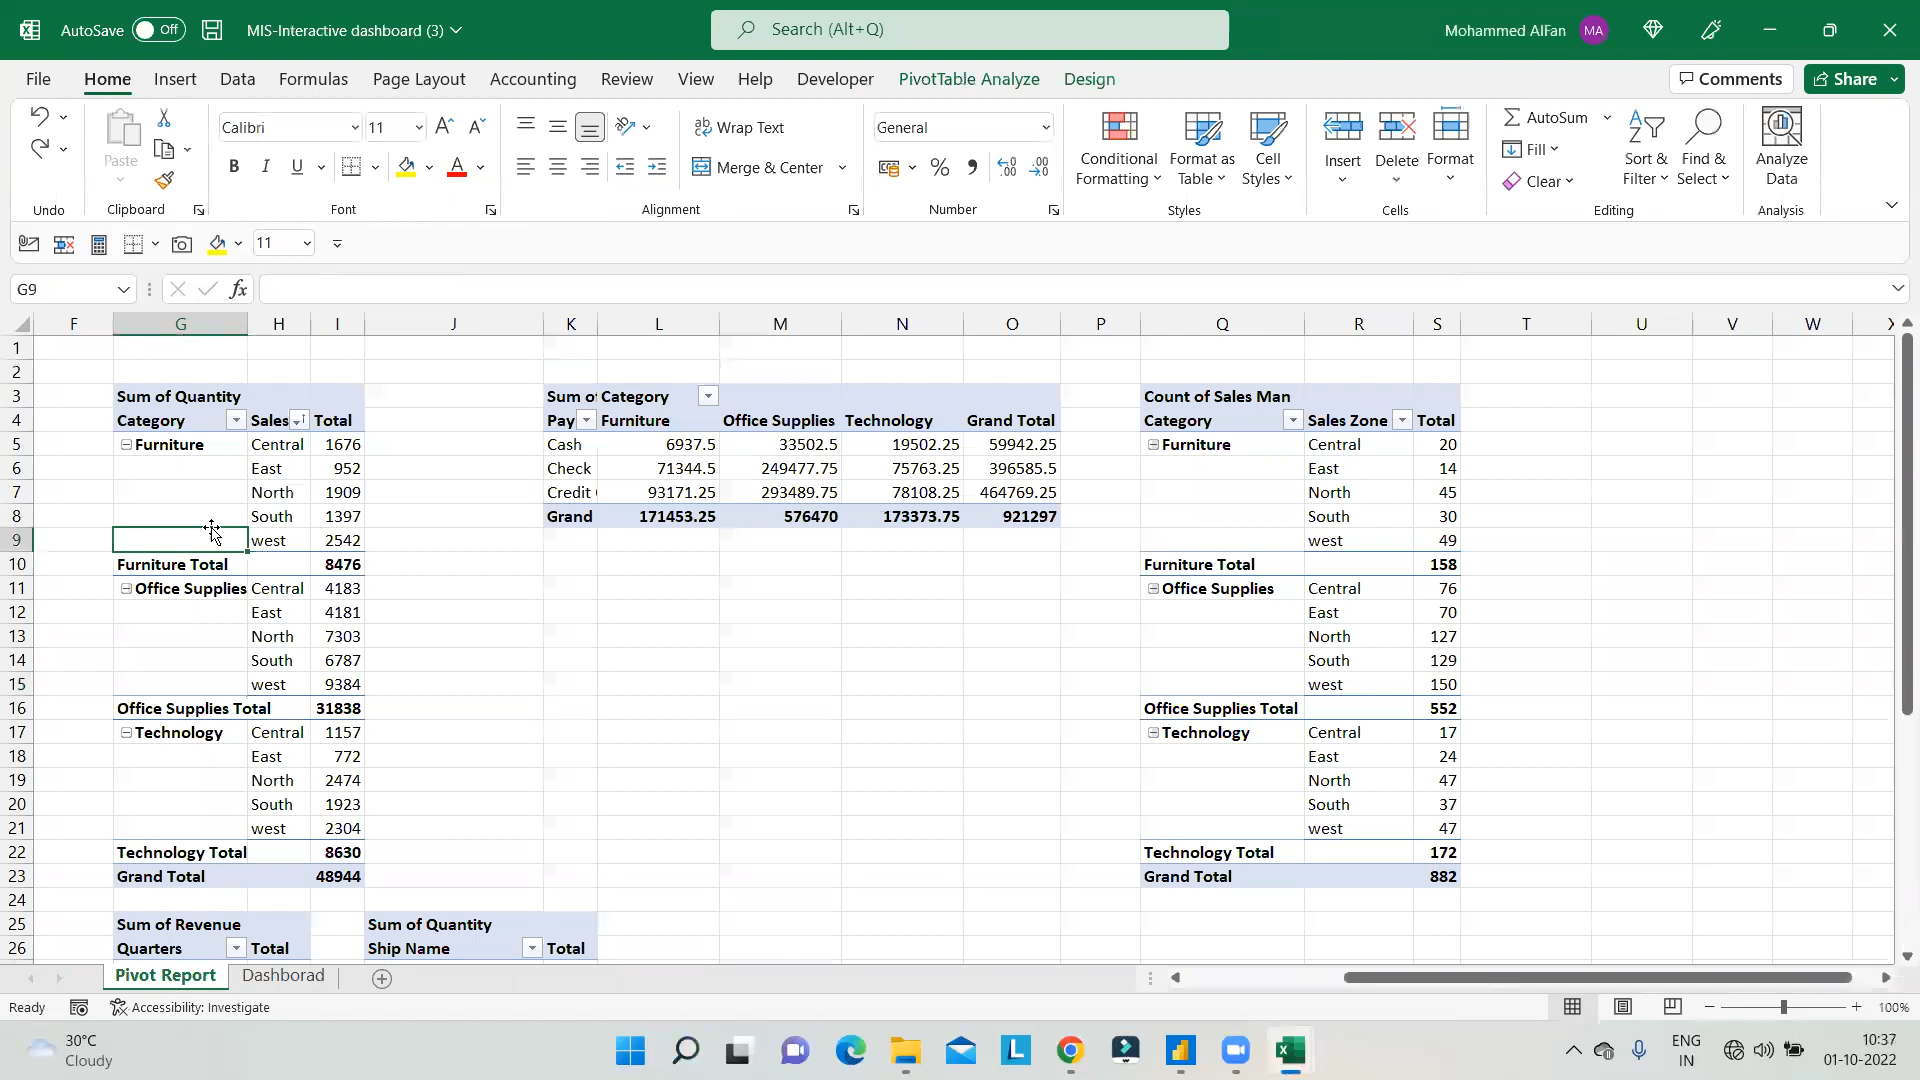 AutoSave Off MIS-Interactive dashboard (3) Search (Alt+Q) Mohammed AlFan MA
File Home Insert Data Formulas Page Layout Accounting Review View Help Developer PivotTable Analyze Design Comments Share
Paste Calibri 11 B I U A Wrap Text Merge & Center General
Conditional Formatting Format as Table Cell Styles Insert Delete Format AutoSum Fill Clear Sort & Filter Find & Select Analyze Data
Undo Clipboard Font Alignment Number Styles Cells Editing Analysis
11
G9 fx
F G H I J K L M N O P Q R S T U V W X
1
2
3 Sum of Quantity Sum of Category Count of Sales Man
4 Category Sales Total Pay Furniture Office Supplies Technology Grand Total Category Sales Zone Total
5 Furniture Central 1676 Cash 6937.5 33502.5 19502.25 59942.25 Furniture Central 20
6 East 952 Check 71344.5 249477.75 75763.25 396585.5 East 14
7 North 1909 Credit 93171.25 293489.75 78108.25 464769.25 North 45
8 South 1397 Grand 171453.25 576470 173373.75 921297 South 30
9 west 2542 west 49
10 Furniture Total 8476 Furniture Total 158
11 Office Supplies Central 4183 Office Supplies Central 76
12 East 4181 East 70
13 North 7303 North 127
14 South 6787 South 129
15 west 9384 west 150
16 Office Supplies Total 31838 Office Supplies Total 552
17 Technology Central 1157 Technology Central 17
18 East 772 East 24
19 North 2474 North 47
20 South 1923 South 37
21 west 2304 west 47
22 Technology Total 8630 Technology Total 172
23 Grand Total 48944 Grand Total 882
24
25 Sum of Revenue Sum of Quantity
26 Quarters Total Ship Name Total
Pivot Report Dashborad
Ready Accessibility: Investigate 100%
30°C
Cloudy
ENG
IN
10:37
01-10-2022